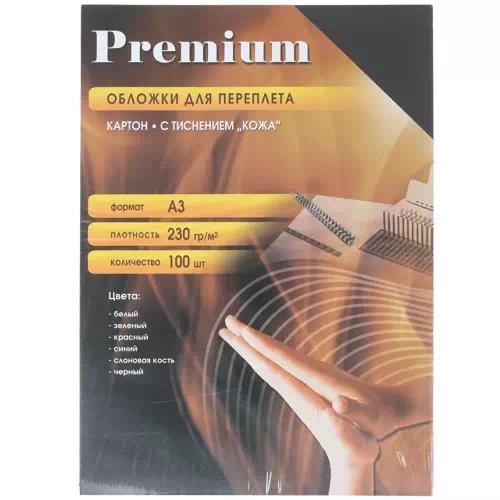 Premium
ОБЛОЖКИ ДЛЯ ПЕРЕПЛЕТА
КАРТОН • С ТИСНЕНИЕМ „КОЖА“
формат А3
плотность 230 гр/м²
количество 100 шт
Цвета:
- белый
- зеленый
- красный
- синий
- слоновая кость
- черный